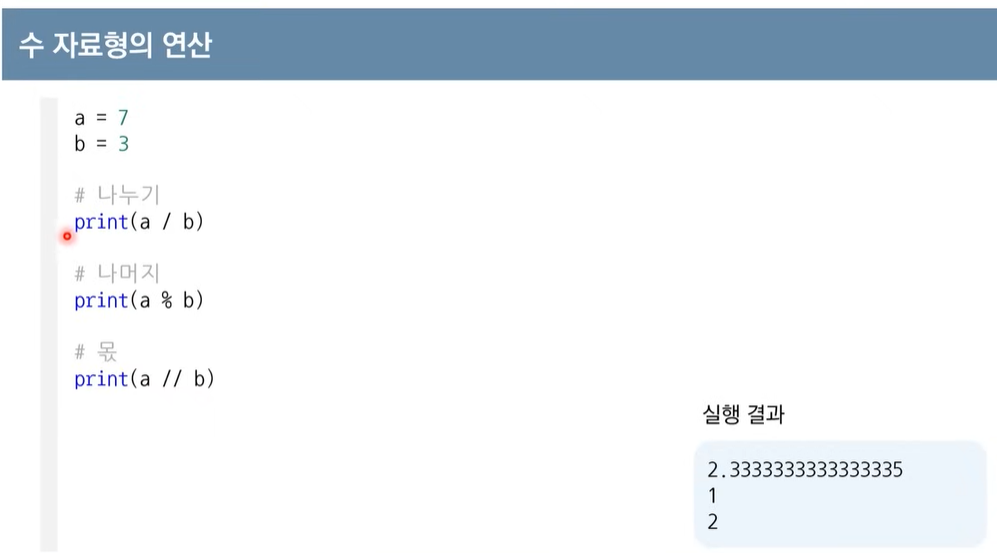 수 자료형의 연산
a = 7
b = 3
# 나누기
print(a / b)
# 나머지
print(a % b)
# 몫
print(a // b)
실행 결과
2.3333333333333335
1
2